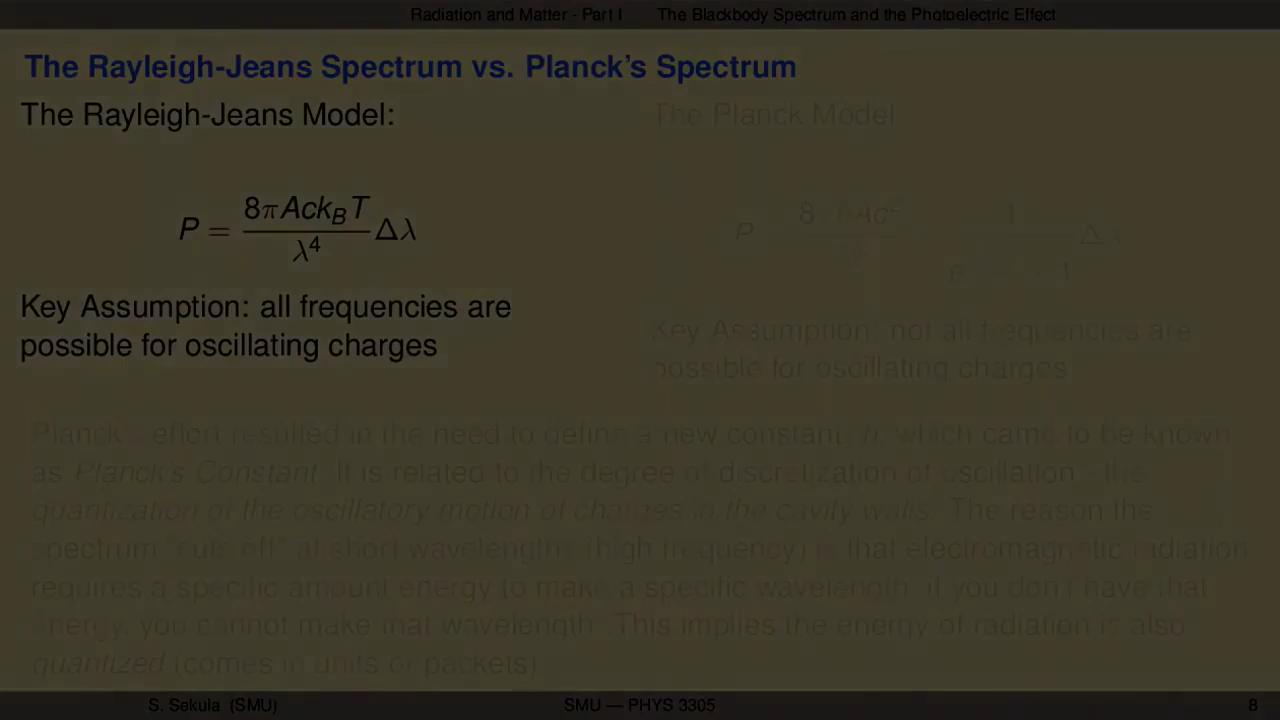 Radiation and Matter - Part I The Blackbody Spectrum and the Photoelectric Effect
The Rayleigh-Jeans Spectrum vs. Planck's Spectrum
The Rayleigh-Jeans Model:
P = \frac{8πAck_BT}{λ^4}Δλ
Key Assumption: all frequencies are
possible for oscillating charges
The Planck Model
Key Assumption: not all frequencies are
possible for oscillating charges
Planck's effort resulted in the need to define a new constant, h, which came to be known
as Planck's Constant. It is related to the degree of discretization of oscillation - the
quantization of the oscillatory motion of charges in the cavity walls. The reason the
spectrum "cuts off" at short wavelengths (high frequency) is that electromagnetic radiation
requires a specific amount energy to make a specific wavelength. if you don't have that
energy, you cannot make that wavelength. This implies the energy of radiation is also
quantized (comes in units or packets)
S. Sekula (SMU) SMU — PHYS 3305 8